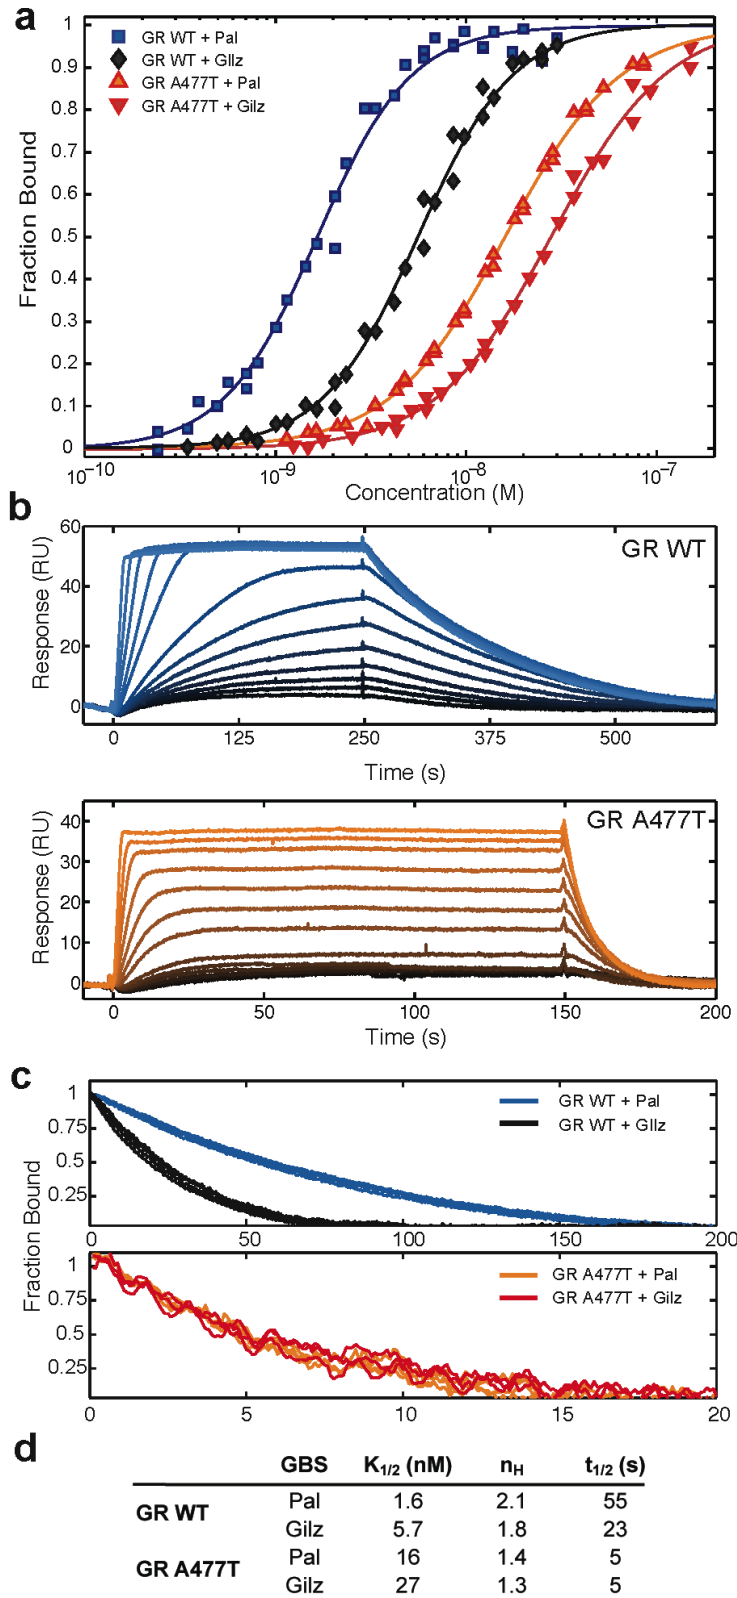 a
GR WT + Pal
GR WT + GIlz
GR A477T + Pal
GR A477T + Gilz
Fraction Bound
1
0.9
0.8
0.7
0.6
0.5
0.4
0.3
0.2
0.1
0
10−10
10−9
10−8
10−7
Concentration (M)
b
GR WT
Response (RU)
60
40
20
0
0 125 250 375 500
Time (s)
GR A477T
Response (RU)
40
30
20
10
0
0 50 100 150 200
Time (s)
c
Fraction Bound
1
0.75
0.5
0.25
GR WT + Pal
GR WT + GIlz
0 50 100 150 200
1
0.75
0.5
0.25
GR A477T + Pal
GR A477T + Gilz
0 5 10 15 20
d
GBS K1/2 (nM) nH t1/2 (s)
GR WT
Pal 1.6 2.1 55
Gilz 5.7 1.8 23
GR A477T
Pal 16 1.4 5
Gilz 27 1.3 5